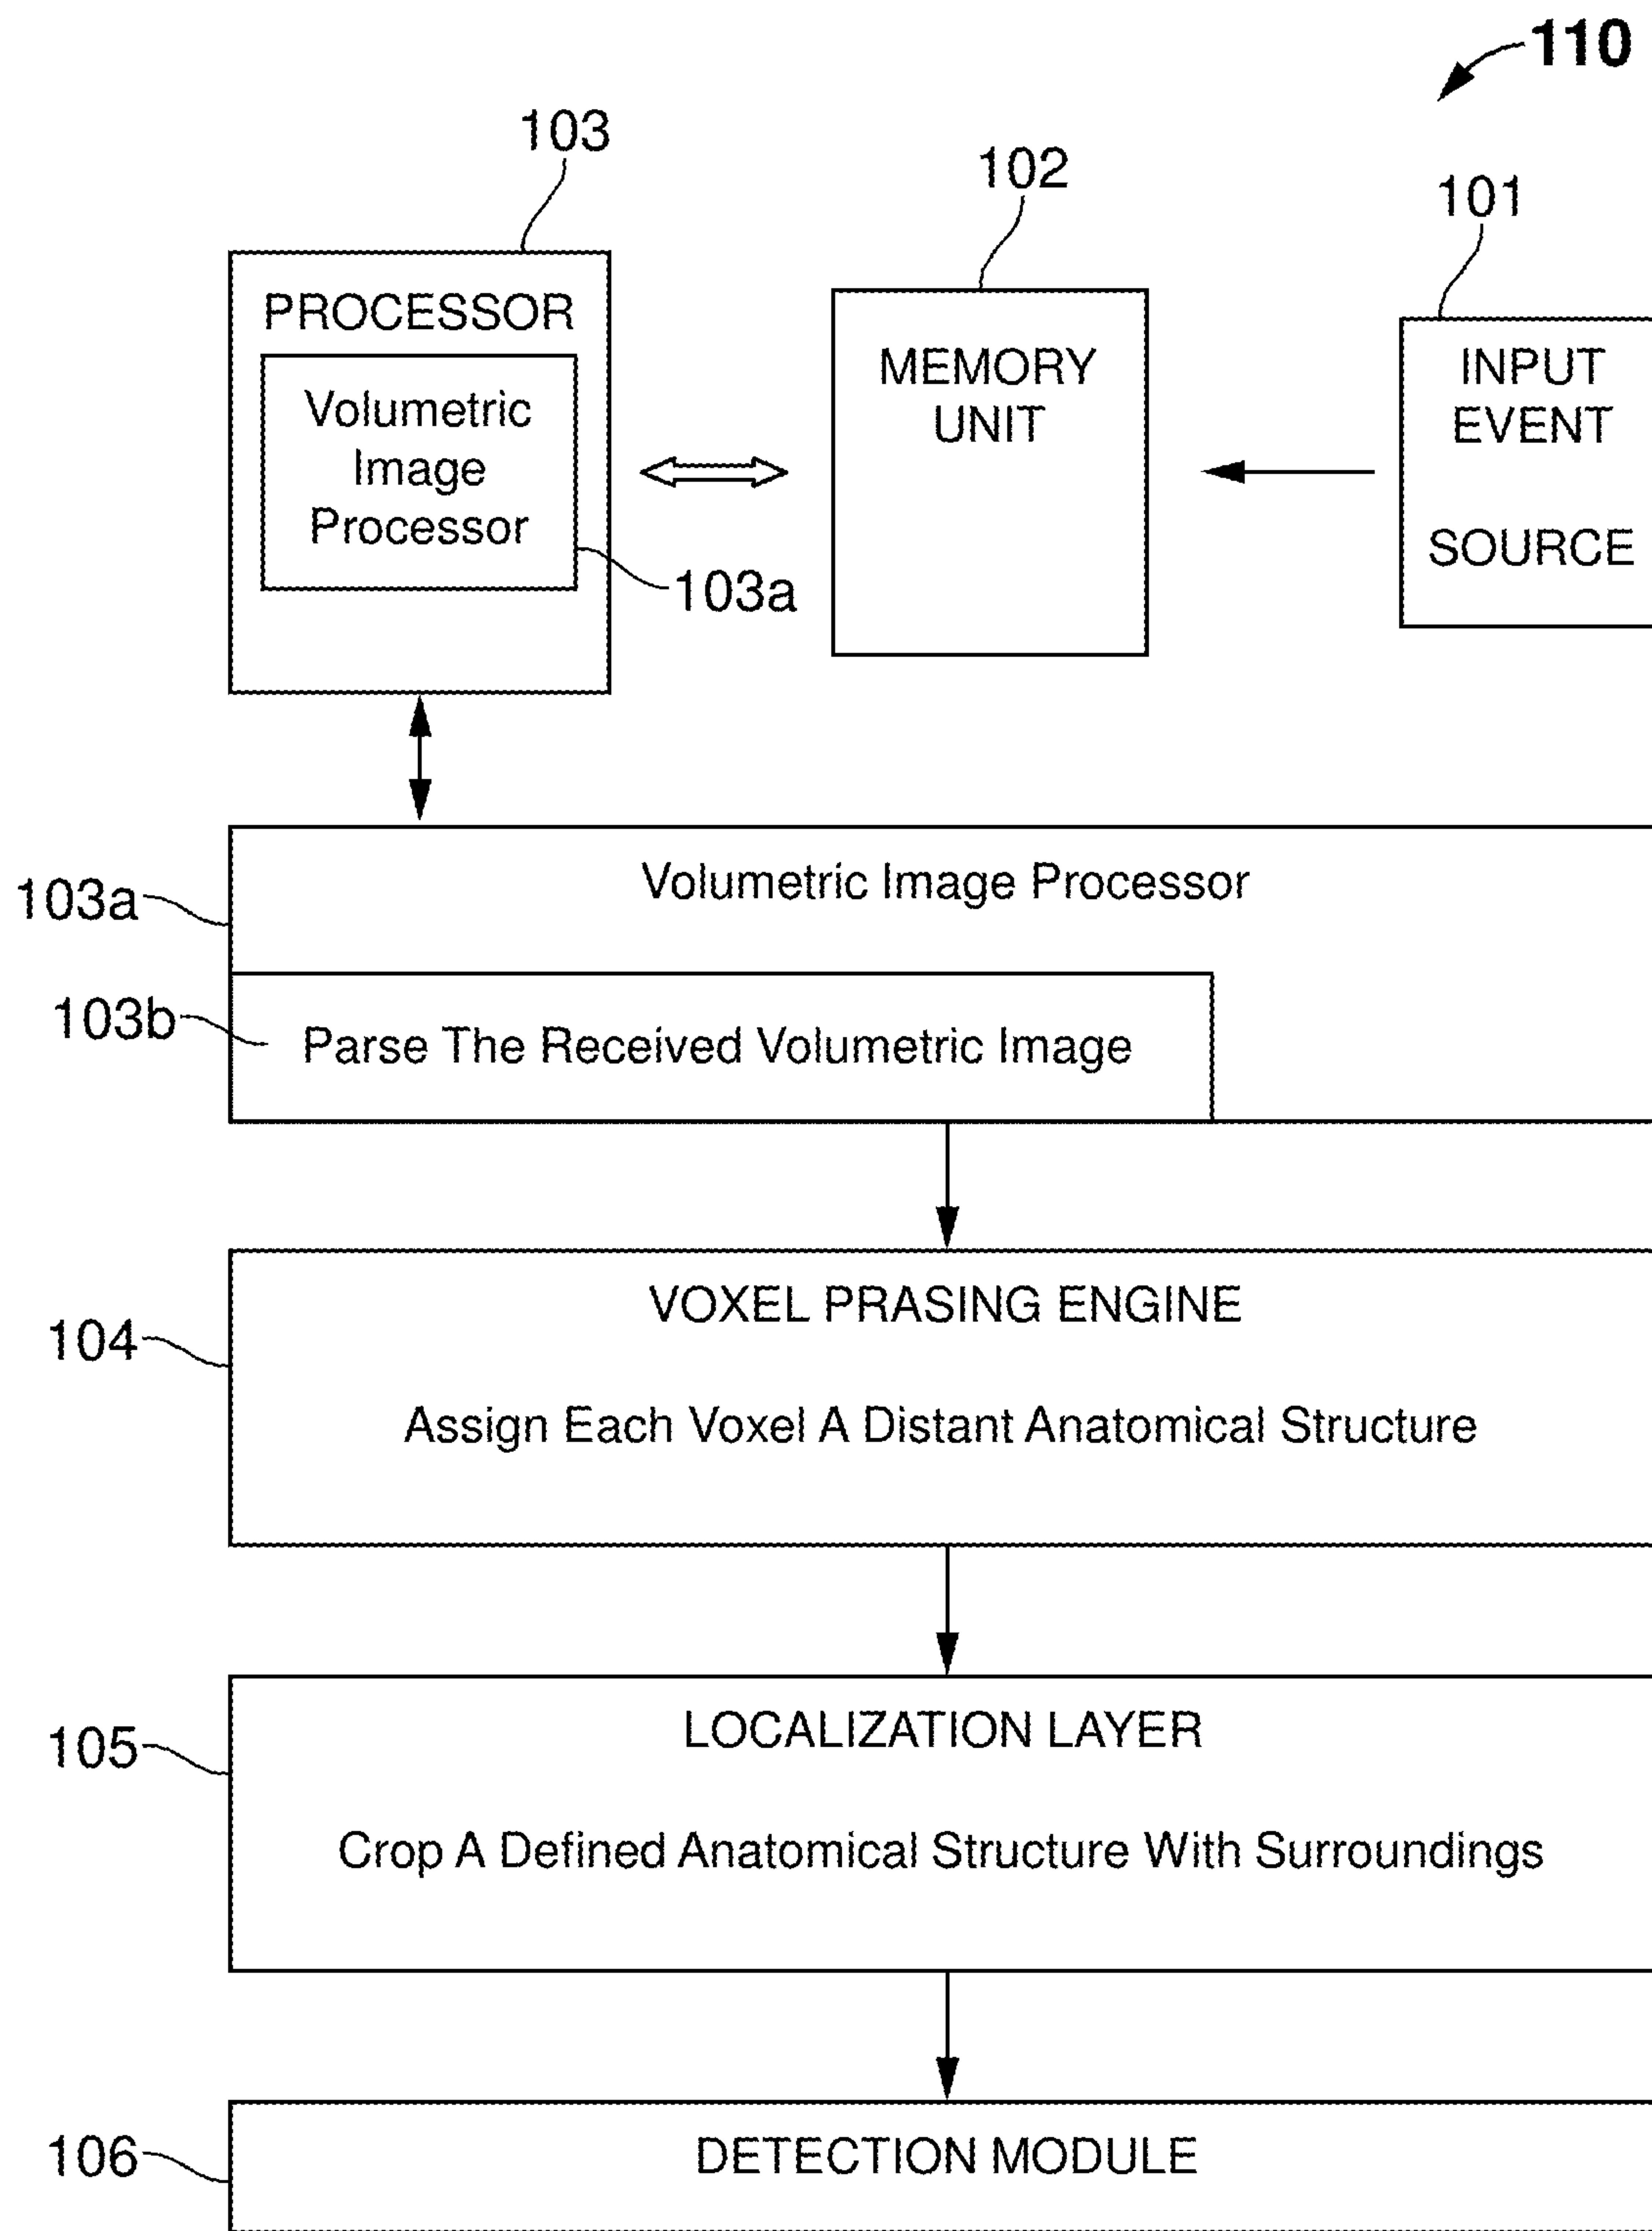 110
103
102
101
PROCESSOR
Volumetric
Image
Processor
103a
MEMORY
UNIT
INPUT
EVENT
SOURCE
103a
Volumetric Image Processor
103b
Parse The Received Volumetric Image
104
VOXEL PRASING ENGINE
Assign Each Voxel A Distant Anatomical Structure
105
LOCALIZATION LAYER
Crop A Defined Anatomical Structure With Surroundings
106
DETECTION MODULE